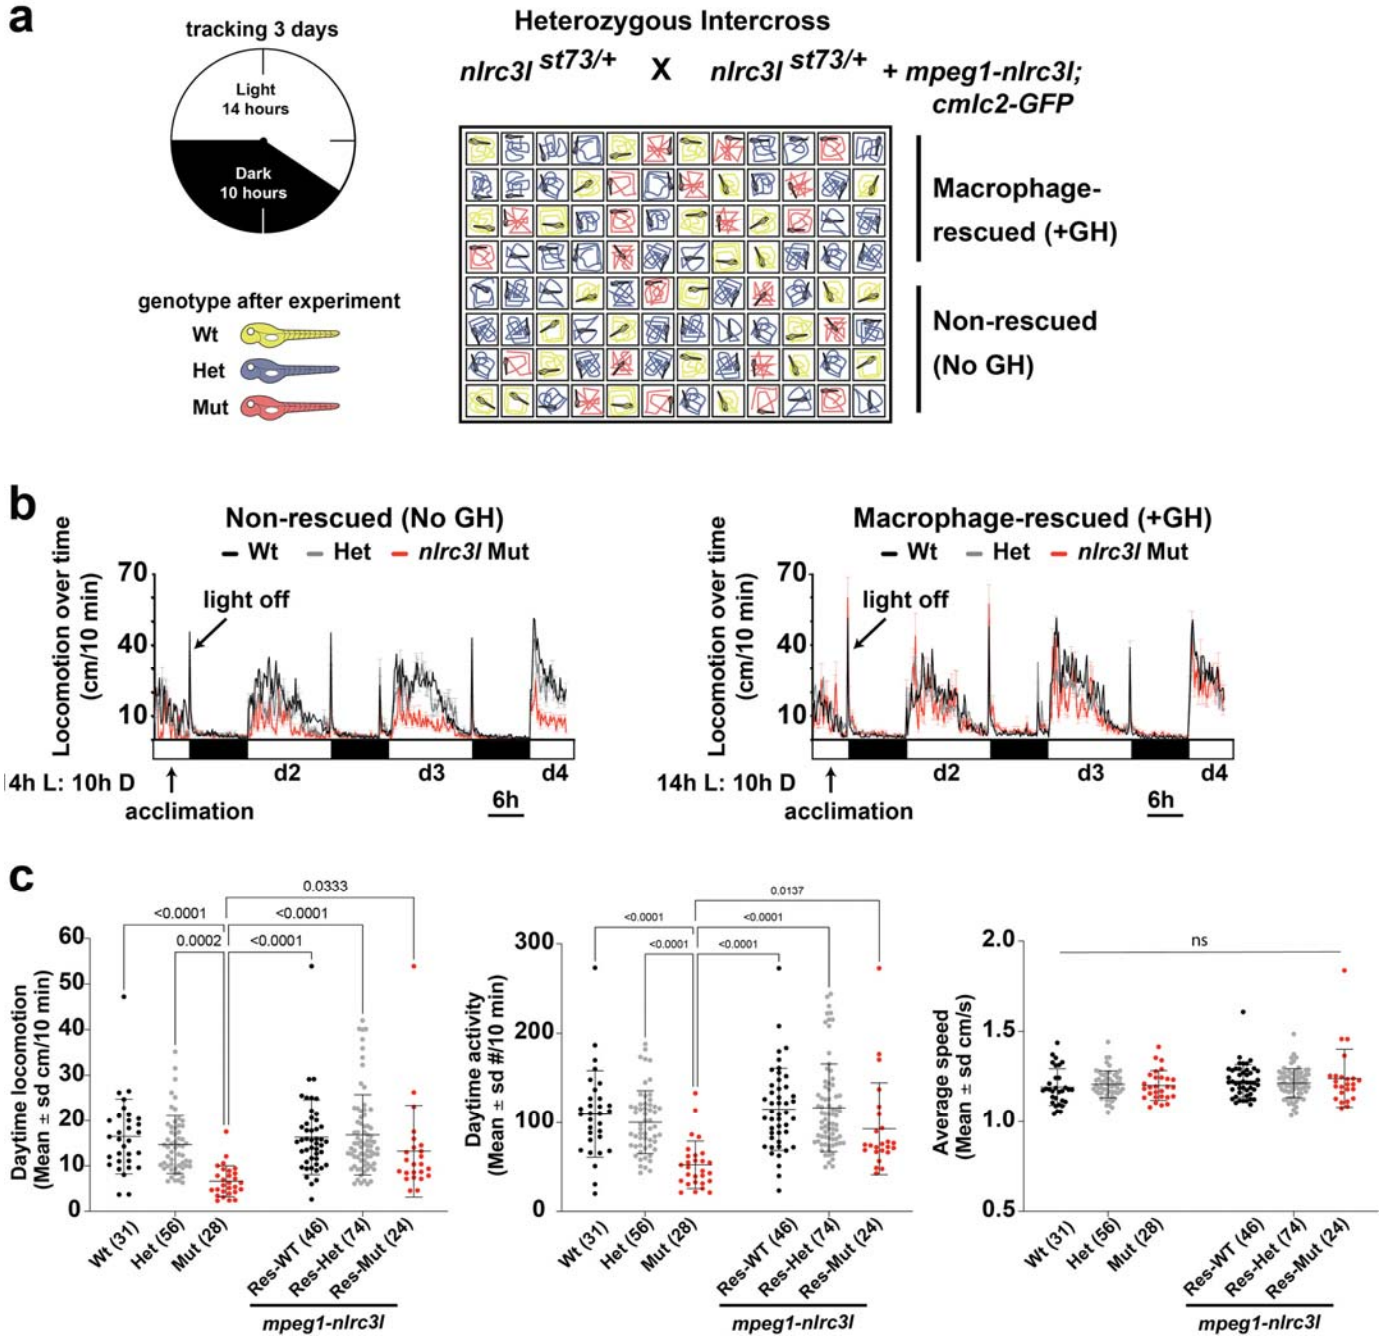 a
tracking 3 days
Light
14 hours
Dark
10 hours
genotype after experiment
Wt
Het
Mut
Heterozygous Intercross
nlrc3l st73/+ X nlrc3l st73/+ + mpeg1-nlrc3l;
cmlc2-GFP
Macrophage-
rescued (+GH)
Non-rescued
(No GH)
b
Non-rescued (No GH)
Wt Het nlrc3l Mut
Locomotion over time
(cm/10 min)
70
40
10
light off
d2 d3 d4
4h L: 10h D
acclimation
6h
Macrophage-rescued (+GH)
Wt Het nlrc3l Mut
Locomotion over time
(cm/10 min)
70
40
10
light off
d2 d3 d4
14h L: 10h D
acclimation
6h
c
Daytime locomotion
(Mean ± sd cm/10 min)
60
50
40
30
20
10
0
0.0333
<0.0001 <0.0001
0.0002 <0.0001
Wt (31) Het (56) Mut (28) Res-WT (46) Res-Het (74) Res-Mut (24)
mpeg1-nlrc3l
Daytime activity
(Mean ± sd #/10 min)
300
200
100
0
0.0137
<0.0001 <0.0001
<0.0001 <0.0001
Wt (31) Het (56) Mut (28) Res-WT (46) Res-Het (74) Res-Mut (24)
mpeg1-nlrc3l
Average speed
(Mean ± sd cm/s)
2.0
1.5
1.0
0.5
ns
Wt (31) Het (56) Mut (28) Res-WT (46) Res-Het (74) Res-Mut (24)
mpeg1-nlrc3l